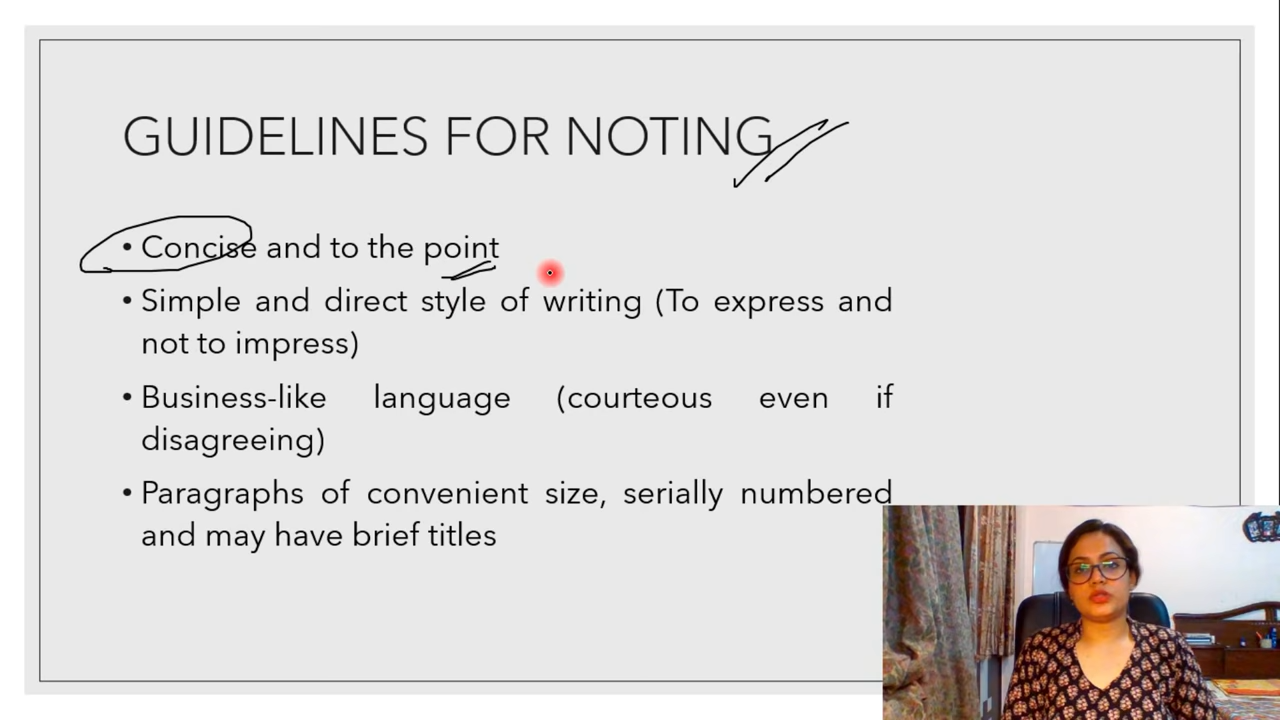 GUIDELINES FOR NOTING
• Concise and to the point
• Simple and direct style of writing (To express and
not to impress)
• Business-like language (courteous even if
disagreeing)
• Paragraphs of convenient size, serially numbered
and may have brief titles